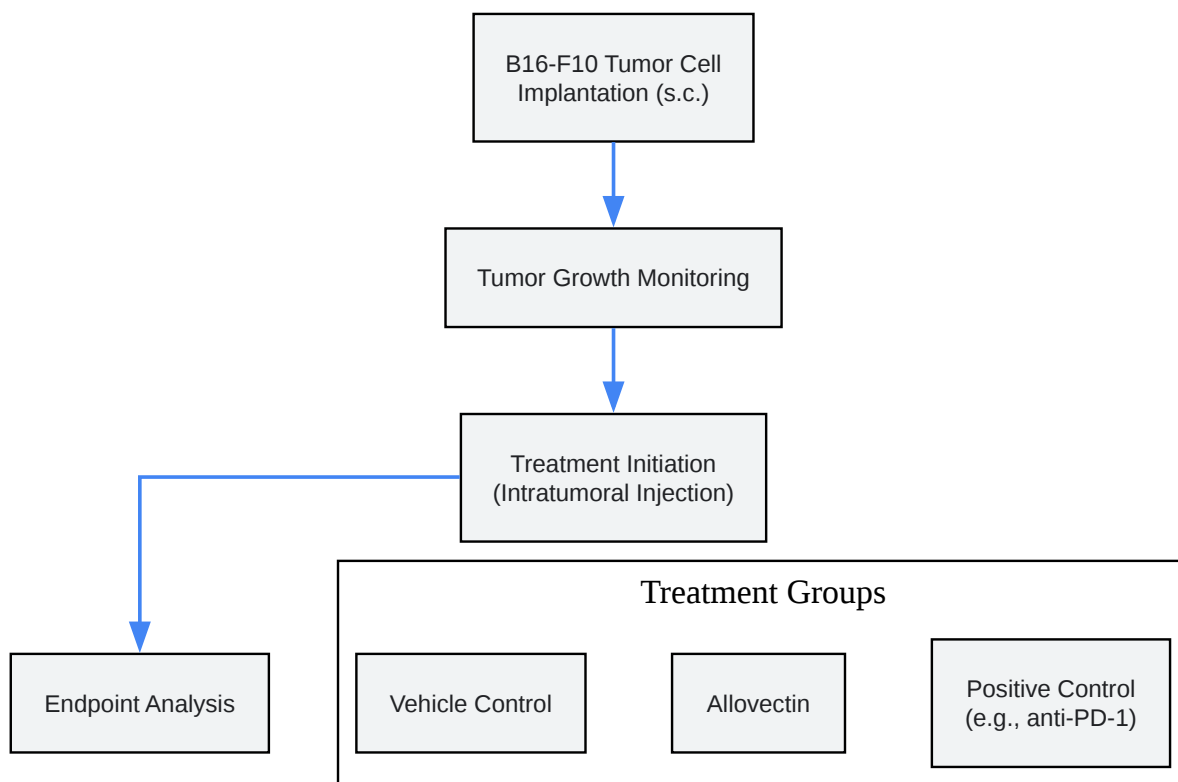 B16-F10 Tumor Cell
Implantation (s.c.)
Tumor Growth Monitoring
Treatment Initiation
(Intratumoral Injection)
Treatment Groups
Endpoint Analysis
Vehicle Control
Allovectin
Positive Control
(e.g., anti-PD-1)